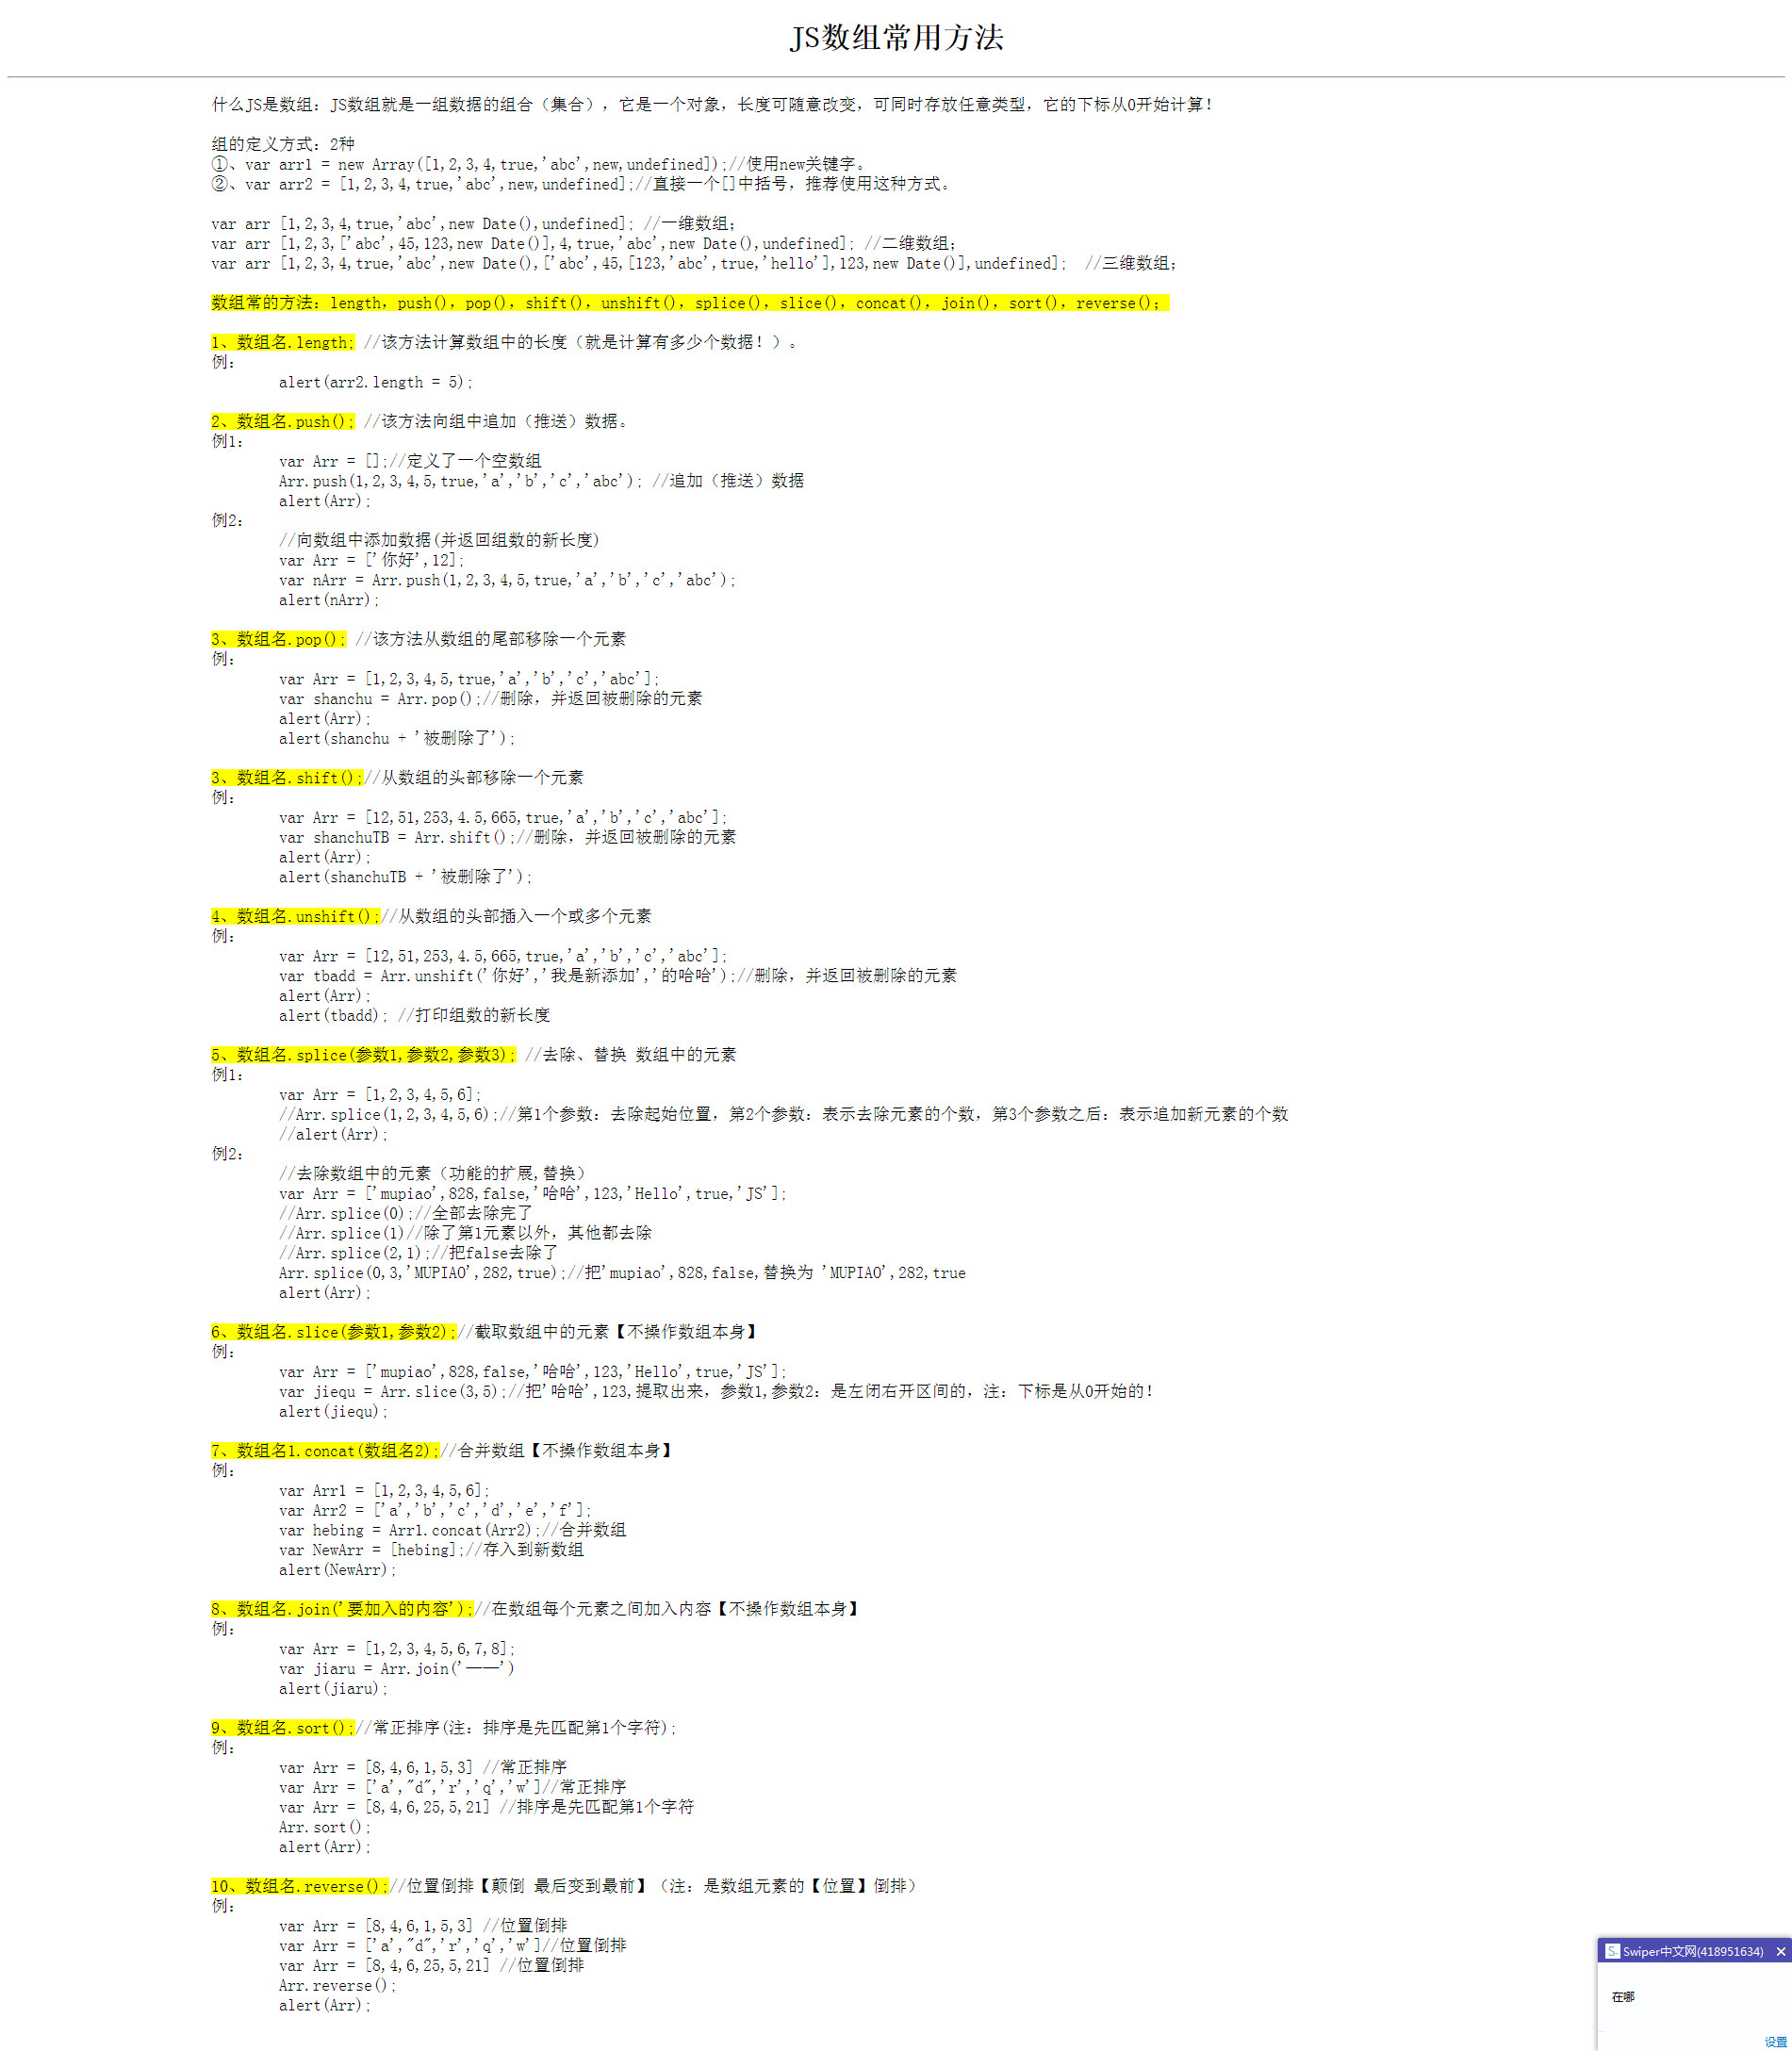 JS数组常用方法
什么JS是数组：JS数组就是一组数据的组合（集合），它是一个对象，长度可随意改变，可同时存放任意类型，它的下标从0开始计算！
组的定义方式：2种
①、var arr1 = new Array([1,2,3,4,true,'abc',new,undefined]);//使用new关键字。
②、var arr2 = [1,2,3,4,true,'abc',new,undefined];//直接一个[]中括号，推荐使用这种方式。
var arr [1,2,3,4,true,'abc',new Date(),undefined]; //一维数组；
var arr [1,2,3,['abc',45,123,new Date()],4,true,'abc',new Date(),undefined]; //二维数组；
var arr [1,2,3,4,true,'abc',new Date(),['abc',45,[123,'abc',true,'hello'],123,new Date()],undefined];  //三维数组；
数组常的方法：length，push()，pop()，shift()，unshift()，splice()，slice()，concat()，join()，sort()，reverse()；
1、数组名.length; //该方法计算数组中的长度（就是计算有多少个数据！）。
例：
alert(arr2.length = 5);
2、数组名.push(); //该方法向组中追加（推送）数据。
例1：
var Arr = [];//定义了一个空数组
Arr.push(1,2,3,4,5,true,'a','b','c','abc'); //追加（推送）数据
alert(Arr);
例2：
//向数组中添加数据(并返回组数的新长度)
var Arr = ['你好',12];
var nArr = Arr.push(1,2,3,4,5,true,'a','b','c','abc');
alert(nArr);
3、数组名.pop(); //该方法从数组的尾部移除一个元素
例：
var Arr = [1,2,3,4,5,true,'a','b','c','abc'];
var shanchu = Arr.pop();//删除，并返回被删除的元素
alert(Arr);
alert(shanchu + '被删除了');
3、数组名.shift();//从数组的头部移除一个元素
例：
var Arr = [12,51,253,4.5,665,true,'a','b','c','abc'];
var shanchuTB = Arr.shift();//删除，并返回被删除的元素
alert(Arr);
alert(shanchuTB + '被删除了');
4、数组名.unshift();//从数组的头部插入一个或多个元素
例：
var Arr = [12,51,253,4.5,665,true,'a','b','c','abc'];
var tbadd = Arr.unshift('你好','我是新添加','的哈哈');//删除，并返回被删除的元素
alert(Arr);
alert(tbadd); //打印组数的新长度
5、数组名.splice(参数1,参数2,参数3); //去除、替换 数组中的元素
例1：
var Arr = [1,2,3,4,5,6];
//Arr.splice(1,2,3,4,5,6);//第1个参数：去除起始位置，第2个参数：表示去除元素的个数，第3个参数之后：表示追加新元素的个数
//alert(Arr);
例2：
//去除数组中的元素（功能的扩展,替换）
var Arr = ['mupiao',828,false,'哈哈',123,'Hello',true,'JS'];
//Arr.splice(0);//全部去除完了
//Arr.splice(1)//除了第1元素以外，其他都去除
//Arr.splice(2,1);//把false去除了
Arr.splice(0,3,'MUPIAO',282,true);//把'mupiao',828,false,替换为 'MUPIAO',282,true
alert(Arr);
6、数组名.slice(参数1,参数2);//截取数组中的元素【不操作数组本身】
例：
var Arr = ['mupiao',828,false,'哈哈',123,'Hello',true,'JS'];
var jiequ = Arr.slice(3,5);//把'哈哈',123,提取出来，参数1,参数2：是左闭右开区间的，注：下标是从0开始的！
alert(jiequ);
7、数组名1.concat(数组名2);//合并数组【不操作数组本身】
例：
var Arr1 = [1,2,3,4,5,6];
var Arr2 = ['a','b','c','d','e','f'];
var hebing = Arr1.concat(Arr2);//合并数组
var NewArr = [hebing];//存入到新数组
alert(NewArr);
8、数组名.join('要加入的内容');//在数组每个元素之间加入内容【不操作数组本身】
例：
var Arr = [1,2,3,4,5,6,7,8];
var jiaru = Arr.join('——')
alert(jiaru);
9、数组名.sort();//常正排序(注：排序是先匹配第1个字符);
例：
var Arr = [8,4,6,1,5,3] //常正排序
var Arr = ['a',"d",'r','q','w']//常正排序
var Arr = [8,4,6,25,5,21] //排序是先匹配第1个字符
Arr.sort();
alert(Arr);
10、数组名.reverse();//位置倒排【颠倒 最后变到最前】（注：是数组元素的【位置】倒排）
例：
var Arr = [8,4,6,1,5,3] //位置倒排
var Arr = ['a',"d",'r','q','w']//位置倒排
var Arr = [8,4,6,25,5,21] //位置倒排
Arr.reverse();
alert(Arr);
Swiper中文网(418951634)
在哪
设置